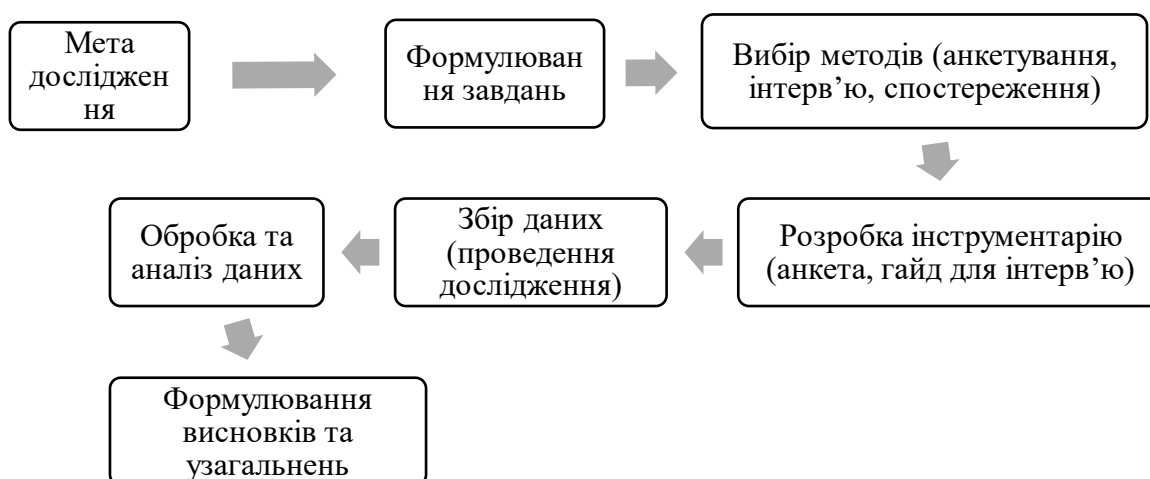 Мета
дослiджен
ня
Формулюван
ня завдань
Вибір методів (анкетування,
інтерв’ю, спостереження)
Обробка та
аналіз даних
Збір даних
(проведення
дослідження)
Розробка інструментарію
(анкета, гайд для інтерв’ю)
Формулювання
висновків та
узагальнень